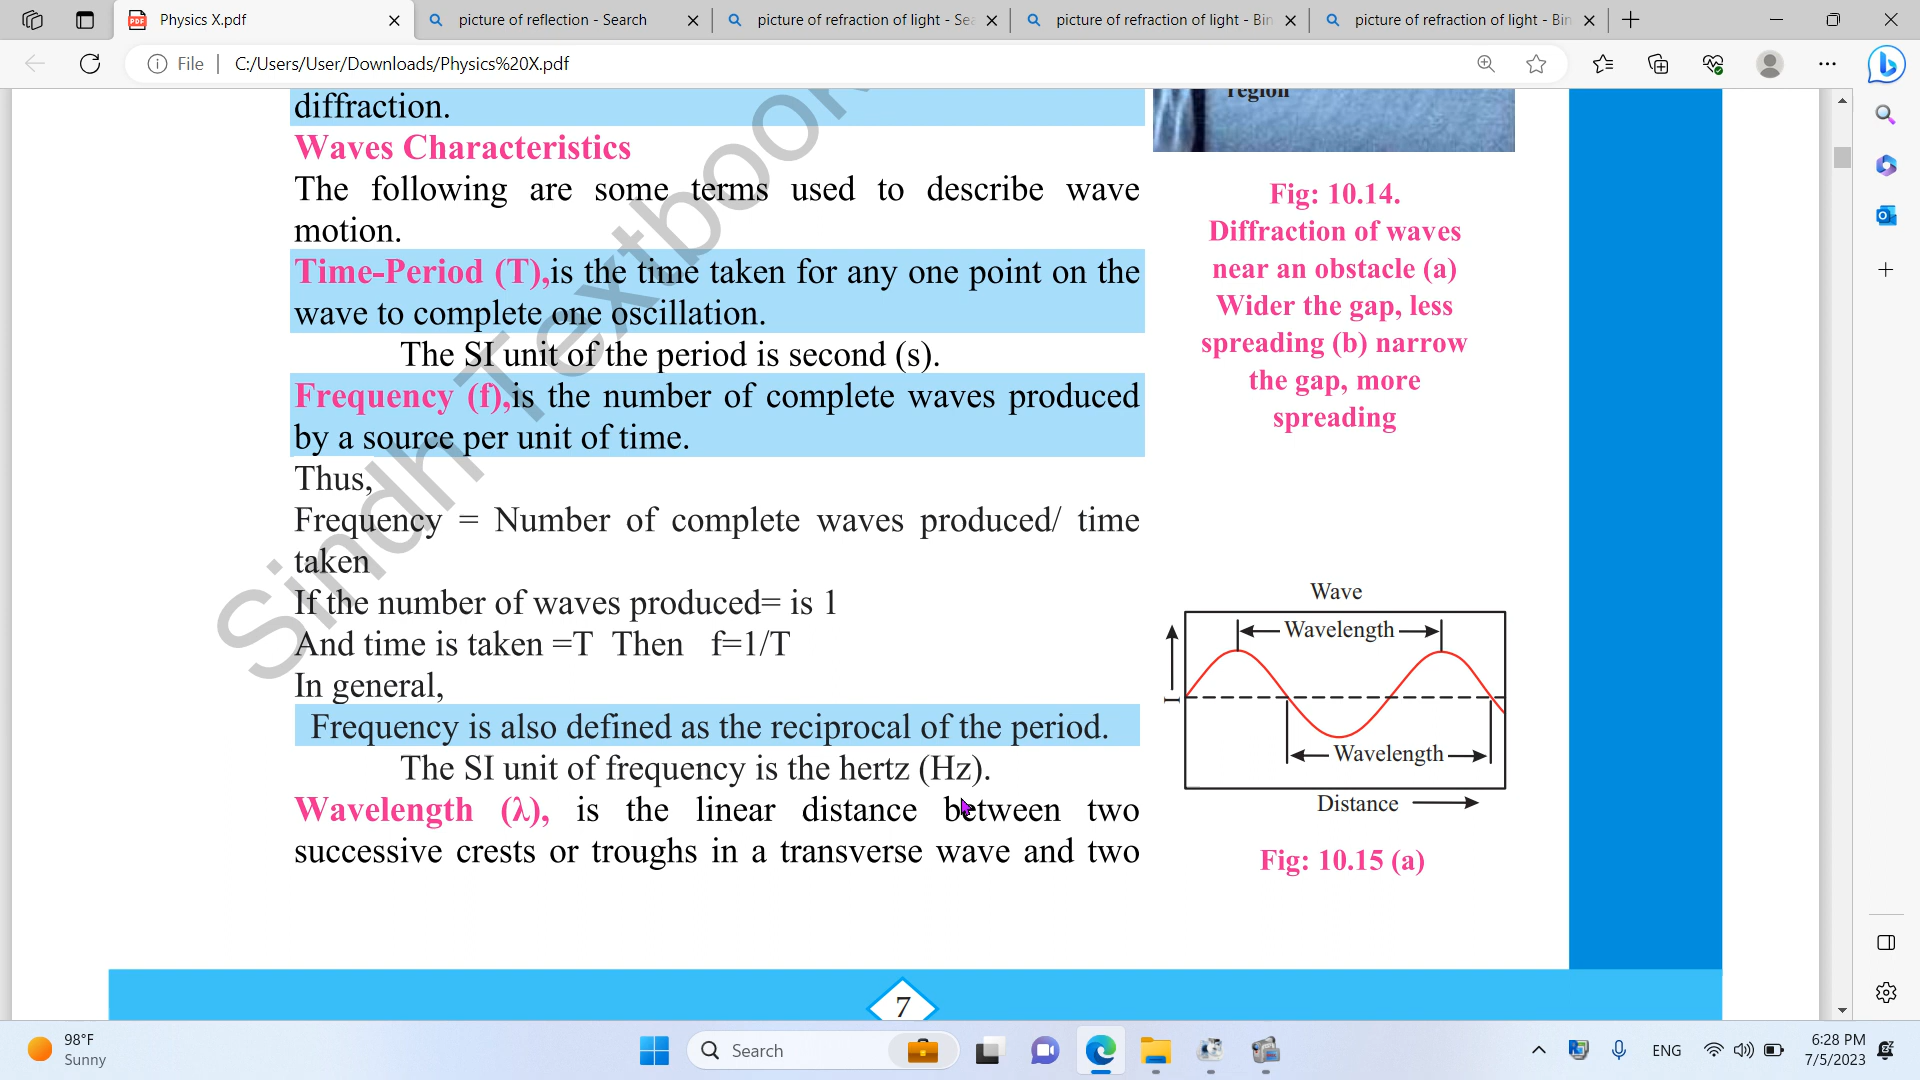 Physics X.pdf
picture of reflection - Search
picture of refraction of light - Sea
picture of refraction of light - Bin
picture of refraction of light - Bin
File
C:/Users/User/Downloads/Physics%20X.pdf
diffraction.
Waves Characteristics
The following are some terms used to describe wave
motion.
Time-Period (T),is the time taken for any one point on the
wave to complete one oscillation.
The SI unit of the period is second (s).
Frequency (f),is the number of complete waves produced
by a source per unit of time.
Thus,
Frequency = Number of complete waves produced/ time
taken
If the number of waves produced= is 1
And time is taken =T Then f=1/T
In general,
Frequency is also defined as the reciprocal of the period.
The SI unit of frequency is the hertz (Hz).
Wavelength (λ), is the linear distance between two
successive crests or troughs in a transverse wave and two
Sindh Textbook
region
Fig: 10.14.
Diffraction of waves
near an obstacle (a)
Wider the gap, less
spreading (b) narrow
the gap, more
spreading
Wave
Wavelength
I
Wavelength
Distance
Fig: 10.15 (a)
7
98°F
Sunny
Search
ENG
6:28 PM
7/5/2023